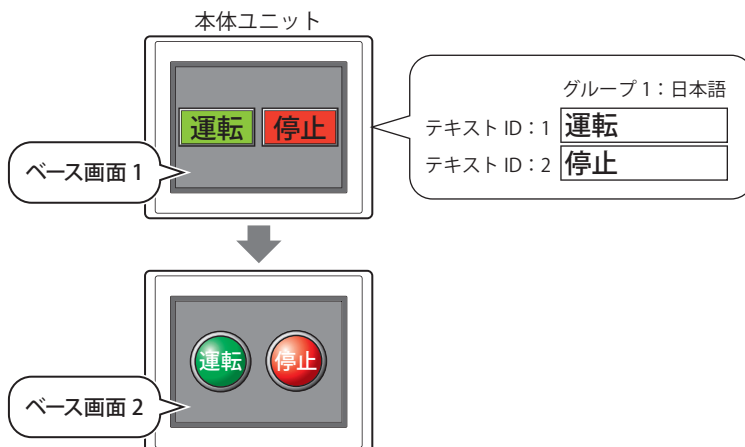 本体ユニット
運転 停止
ベース画面 1
グループ 1:日本語
テキスト ID:1 運転
テキスト ID:2 停止
運転 停止
ベース画面 2